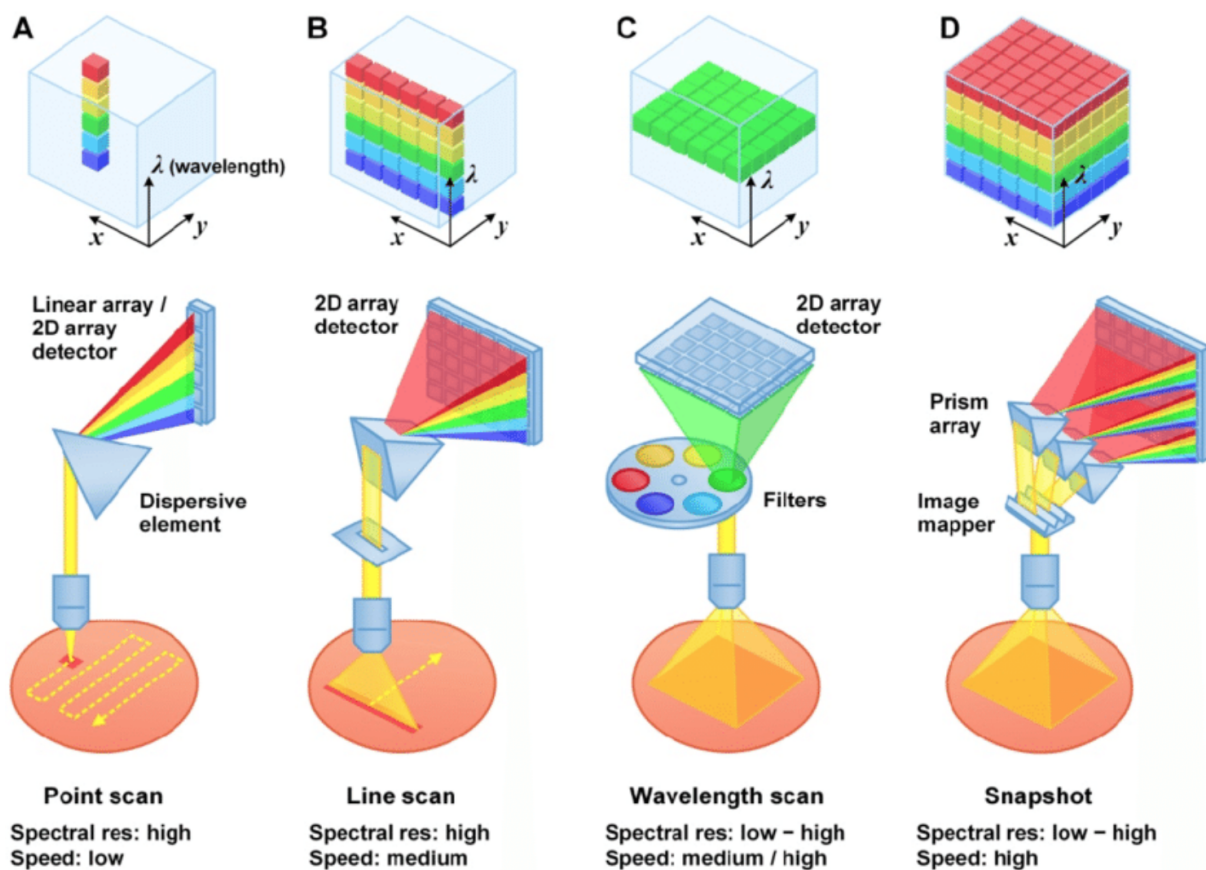 A
B
C
D
λ (wavelength)
x
y
λ
x
y
λ
x
y
λ
x
y
Linear array /
2D array
detector
Dispersive
element
2D array
detector
2D array
detector
Filters
Prism
array
Image
mapper
Point scan
Spectral res: high
Speed: low
Line scan
Spectral res: high
Speed: medium
Wavelength scan
Spectral res: low – high
Speed: medium / high
Snapshot
Spectral res: low – high
Speed: high